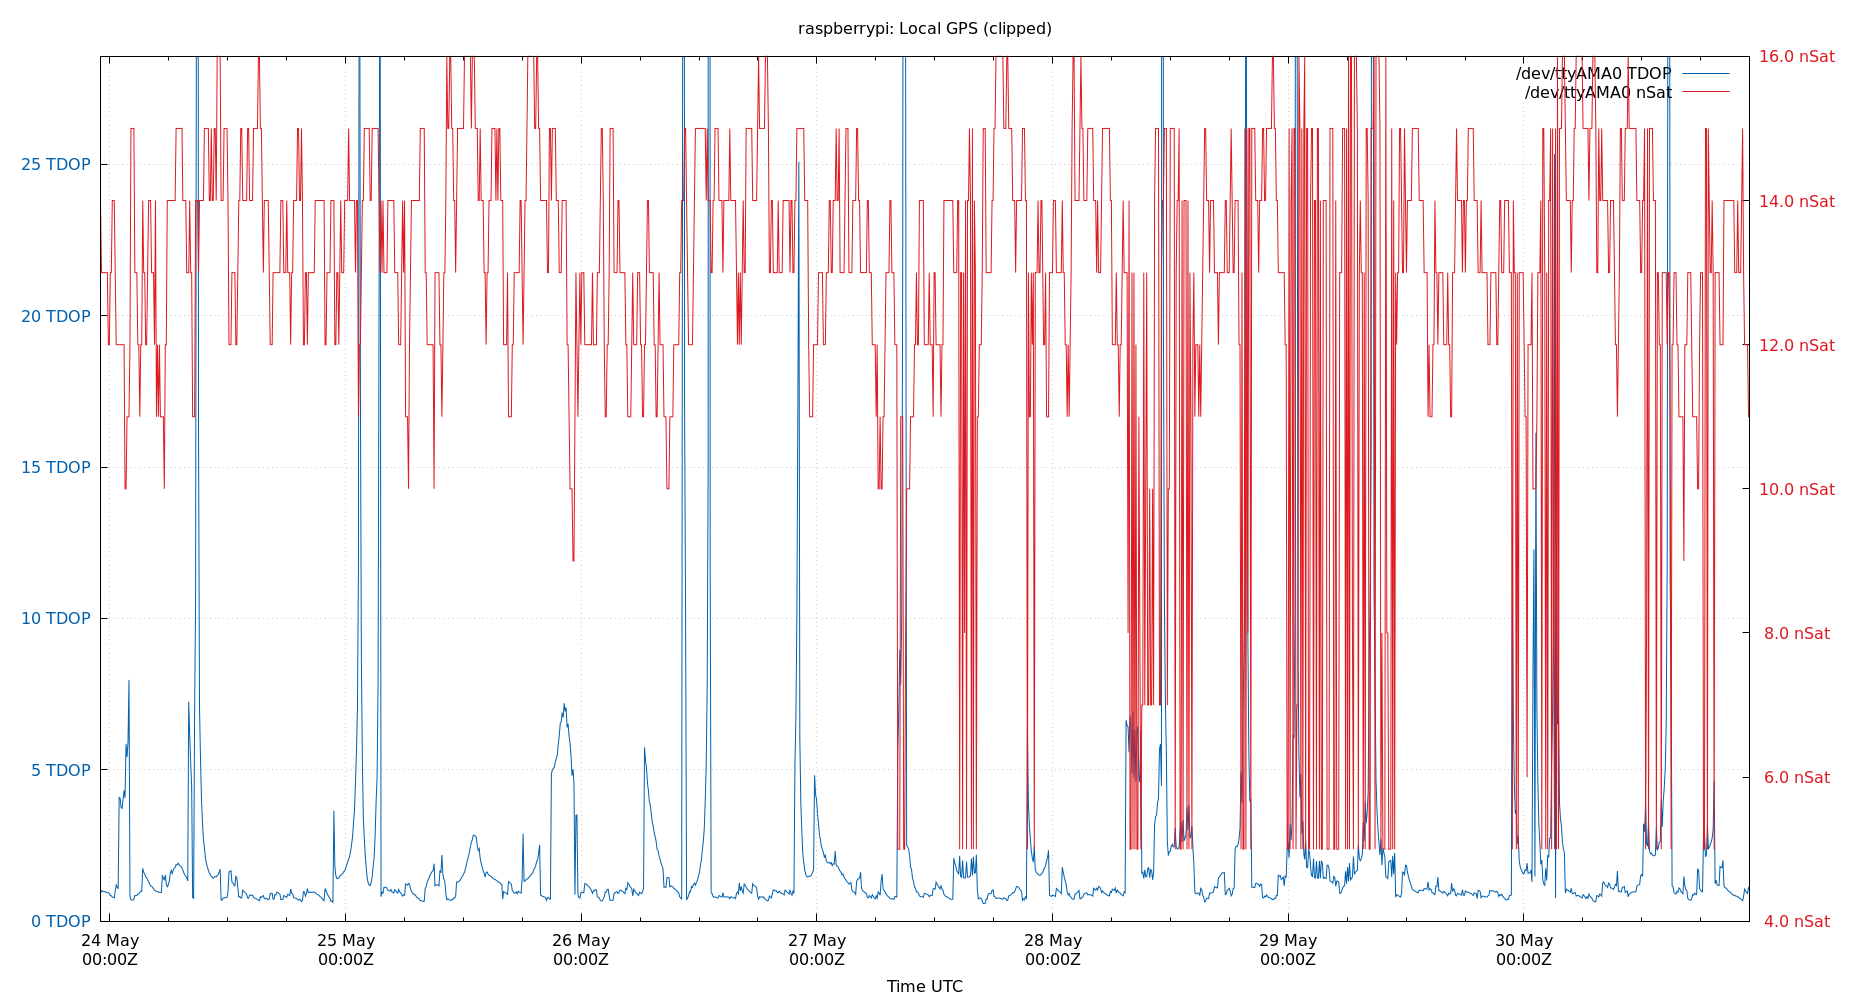 raspberrypi: Local GPS (clipped)
16.0 nSat
/dev/ttyAMA0 TDOP
/dev/ttyAMA0 nSat
25 TDOP
14.0 nSat
20 TDOP
12.0 nSat
15 TDOP
10.0 nSat
10 TDOP
8.0 nSat
5 TDOP
6.0 nSat
0 TDOP
4.0 nSat
24 May 25 May 26 May 27 May 28 May 29 May 30 May
00:00Z 00:00Z 00:00Z 00:00Z 00:00Z 00:00Z 00:00Z
Time UTC